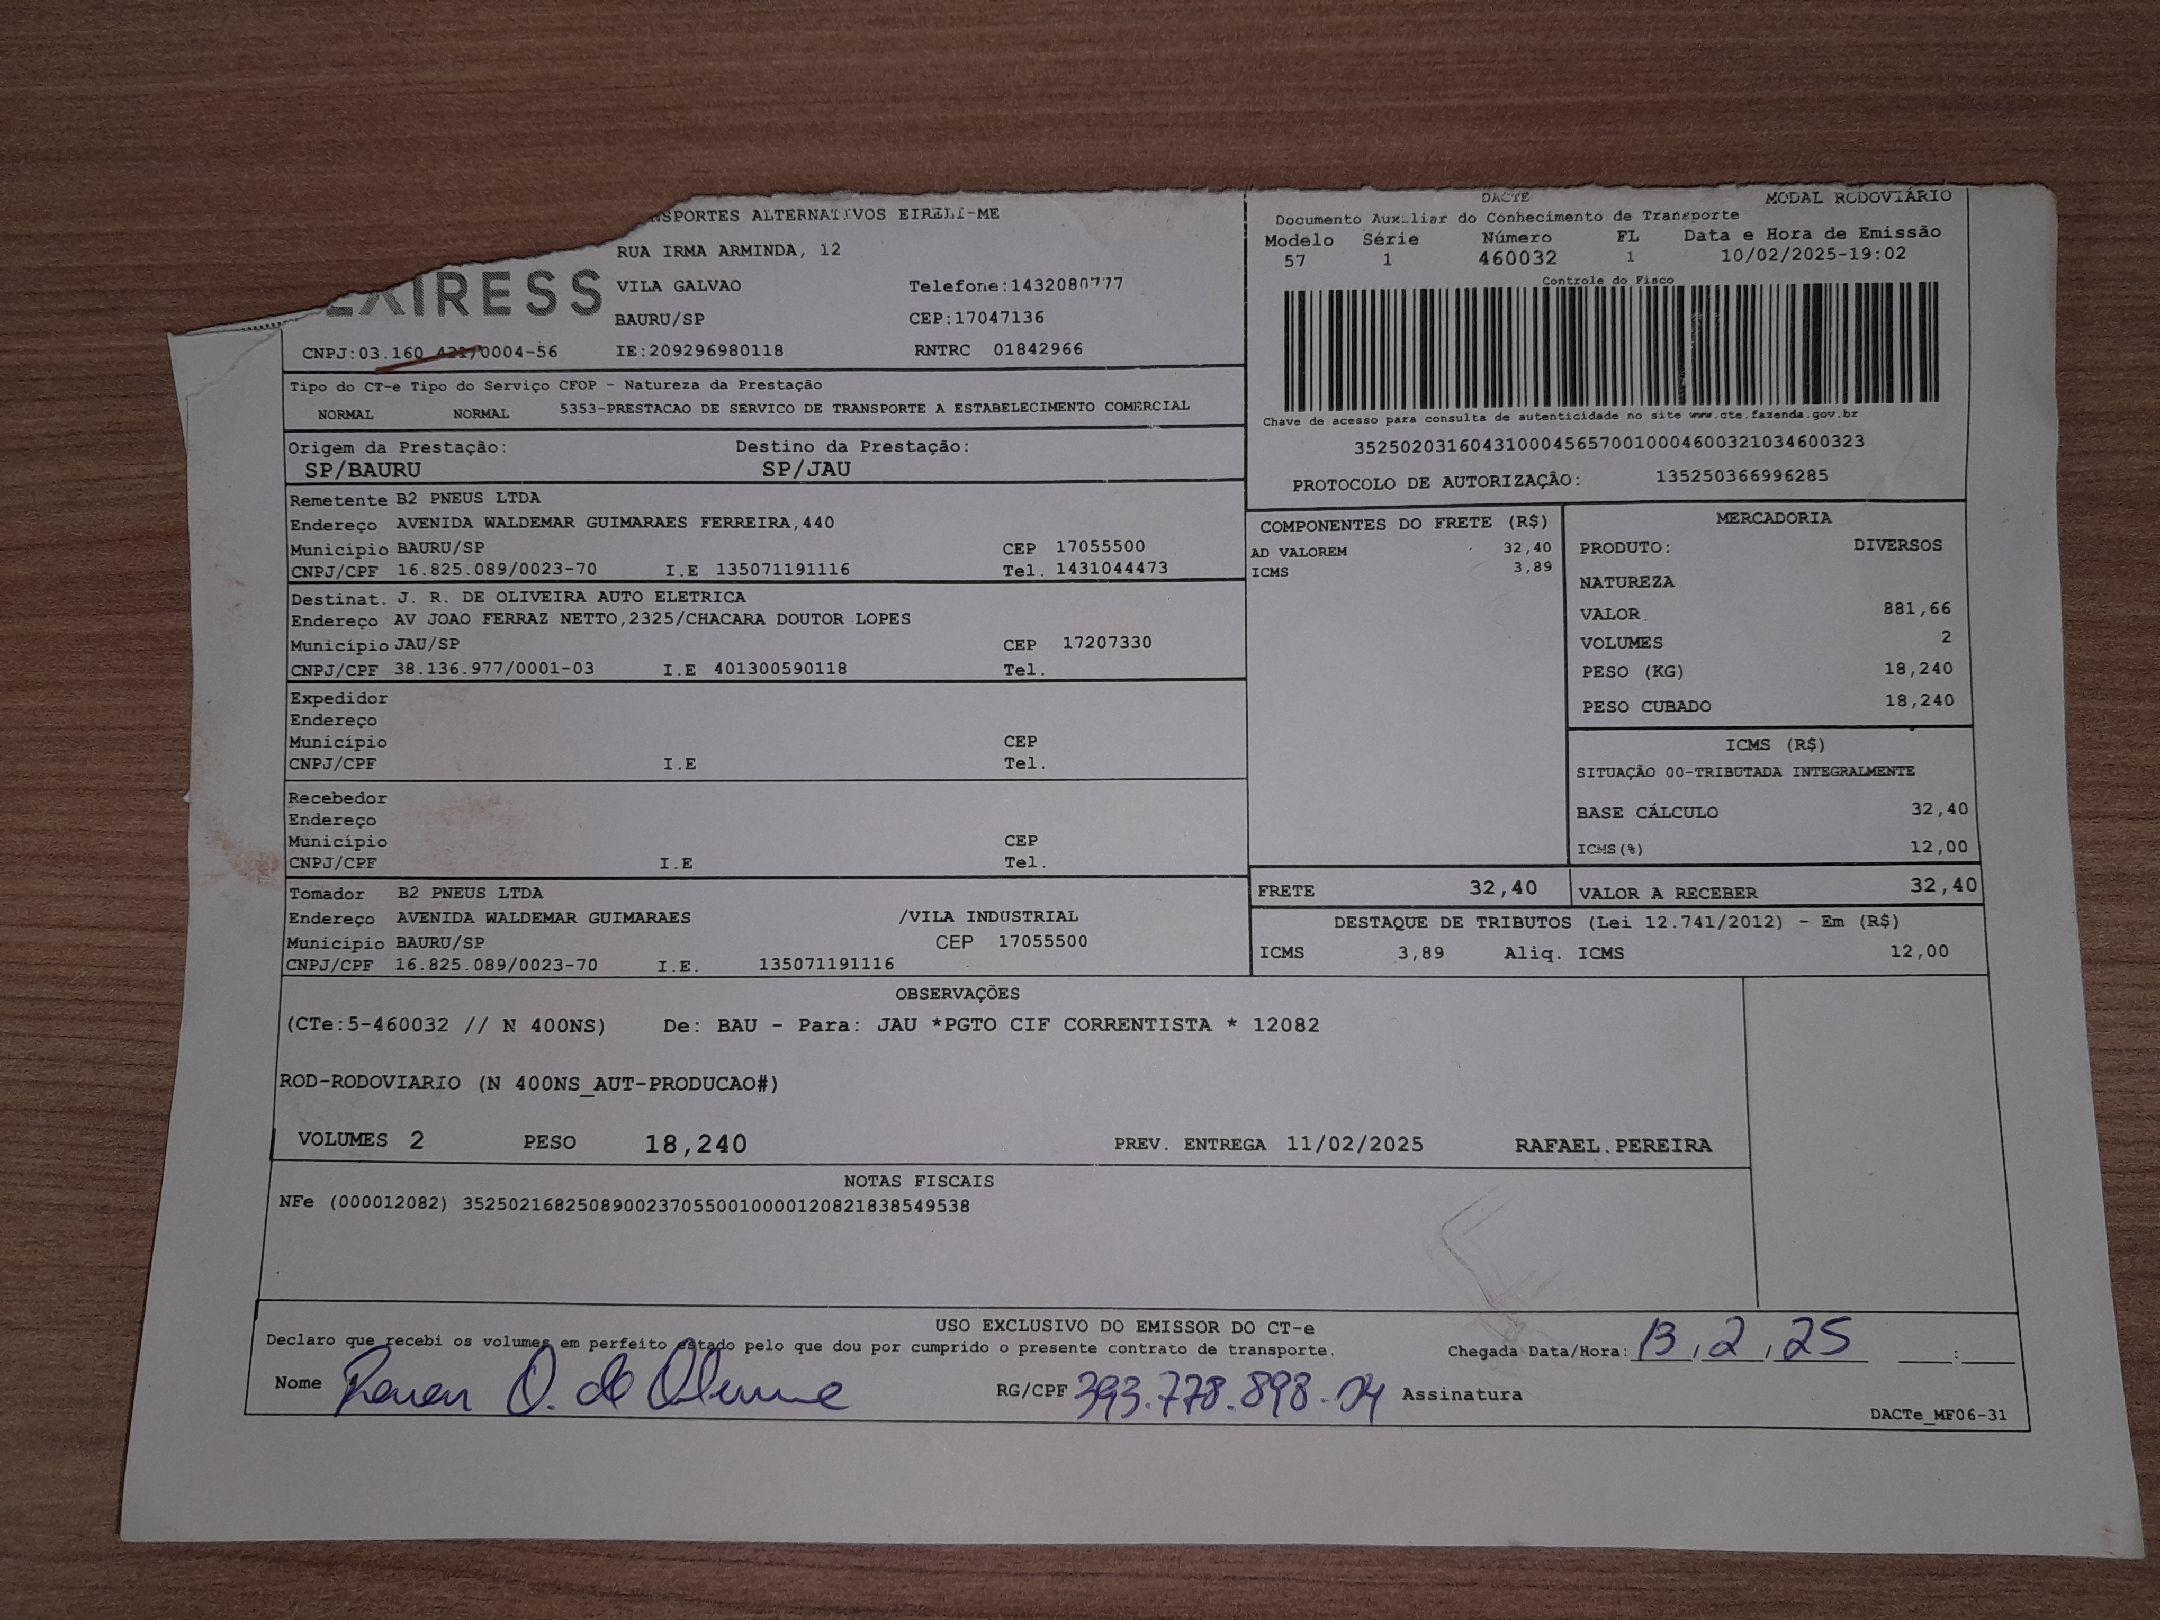 TRANSPORTES ALTERNATIVOS EIRELI-ME
RUA IRMA ARMINDA, 12
EXIRESS
VILA GALVAO Telefone:1432080777
BAURU/SP CEP:17047136
CNPJ:03.160 /0004-56 IE:209296980118 RNTRC 01842966
Tipo do CT-e Tipo do Serviço CFOP - Natureza da Prestação
NORMAL NORMAL 5353-PRESTACAO DE SERVICO DE TRANSPORTE A ESTABELECIMENTO COMERCIAL
Origem da Prestação: Destino da Prestação:
SP/BAURU SP/JAU
DACTE MODAL RODOVIÁRIO
Documento Auxiliar do Conhecimento de Transporte
Modelo Série Número FL Data e Hora de Emissão
57 1 460032 1 10/02/2025-19:02
Controle do Fisco
Chave de acesso para consulta de autenticidade no site www.cte.fazenda.gov.br
35250203160431000456570010004600321034600323
PROTOCOLO DE AUTORIZAÇÃO: 135250366996285
Remetente B2 PNEUS LTDA
Endereço AVENIDA WALDEMAR GUIMARAES FERREIRA,440
Município BAURU/SP CEP 17055500
CNPJ/CPF 16.825.089/0023-70 I.E 135071191116 Tel. 1431044473
Destinat. J. R. DE OLIVEIRA AUTO ELETRICA
Endereço AV JOAO FERRAZ NETTO,2325/CHACARA DOUTOR LOPES
Município JAU/SP CEP 17207330
CNPJ/CPF 38.136.977/0001-03 I.E 401300590118 Tel.
Expedidor
Endereço
Município CEP
CNPJ/CPF I.E Tel.
Recebedor
Endereço
Município CEP
CNPJ/CPF I.E Tel.
Tomador B2 PNEUS LTDA
Endereço AVENIDA WALDEMAR GUIMARAES /VILA INDUSTRIAL
Município BAURU/SP CEP 17055500
CNPJ/CPF 16.825.089/0023-70 I.E. 135071191116
COMPONENTES DO FRETE (R$)
AD VALOREM 32,40
ICMS 3,89
MERCADORIA
PRODUTO: DIVERSOS
NATUREZA
VALOR 881,66
VOLUMES 2
PESO (KG) 18,240
PESO CUBADO 18,240
ICMS (R$)
SITUAÇÃO 00-TRIBUTADA INTEGRALMENTE
BASE CÁLCULO 32,40
ICMS(%) 12,00
FRETE 32,40 VALOR A RECEBER 32,40
DESTAQUE DE TRIBUTOS (Lei 12.741/2012) - Em (R$)
ICMS 3,89 Aliq. ICMS 12,00
OBSERVAÇÕES
(CTe:5-460032 // N 400NS) De: BAU - Para: JAU *PGTO CIF CORRENTISTA * 12082
ROD-RODOVIARIO (N 400NS_AUT-PRODUCAO#)
VOLUMES 2 PESO 18,240 PREV. ENTREGA 11/02/2025 RAFAEL.PEREIRA
NOTAS FISCAIS
NFe (000012082) 35250216825089002370550010000120821838549538
USO EXCLUSIVO DO EMISSOR DO CT-e
Declaro que recebi os volumes em perfeito estado pelo que dou por cumprido o presente contrato de transporte. Chegada Data/Hora: 13,2,25 :
Nome O. de RG/CPF 393.778.898.04 Assinatura
DACTe_MF06-31